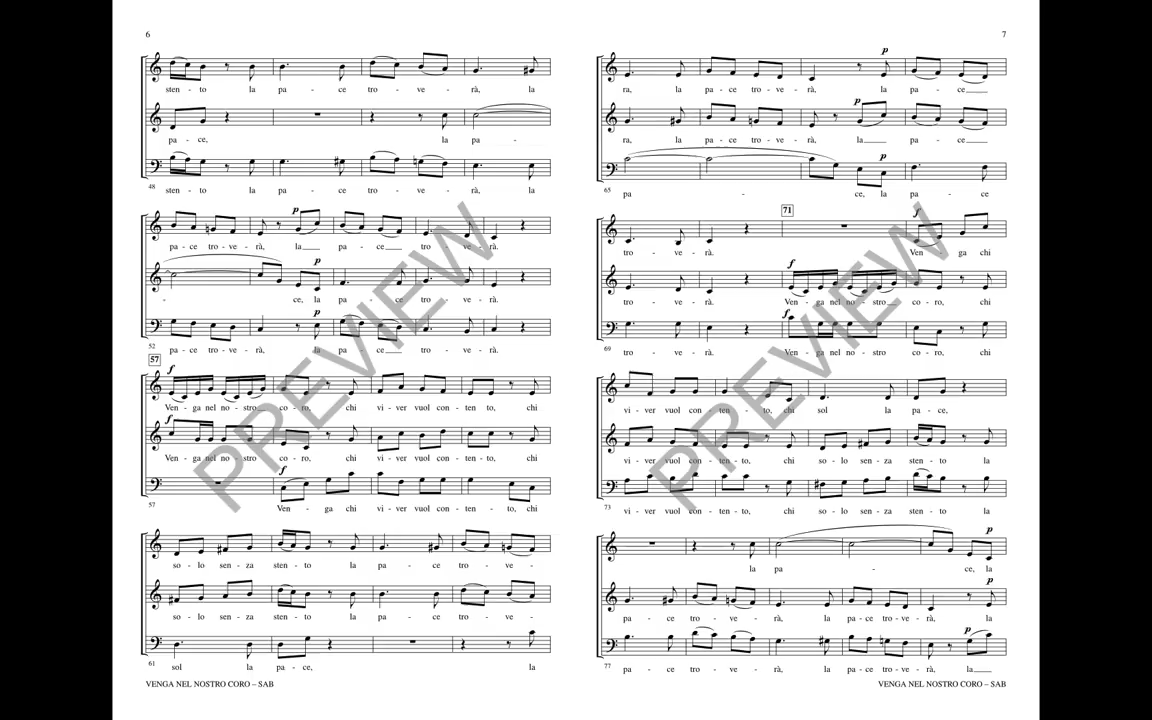 6
sten - to la pa - ce tro - ve - rà, la
pa - ce, la pa -
48
sten - to la pa - ce tro - ve - rà, la
p
pa - ce tro - ve - rà, la pa - ce tro ve - rà.
p
- ce, la pa - ce tro - ve - rà.
p
52
pa - ce tro - ve - rà, la pa - ce tro - ve - rà.
57
f
Ven - ga nel no - stro co - ro, chi vi - ver vuol con - ten - to, chi
f
Ven - ga nel no - stro co - ro, chi vi - ver vuol con - ten - to, chi
f
57
Ven - ga chi vi - ver vuol con - ten - to, chi
so - lo sen - za sten - to la pa - ce tro - ve -
so - lo sen - za sten - to la pa - ce tro - ve -
61
sol la pa - ce, la
VENGA NEL NOSTRO CORO – SAB
7
p
ra, la pa - ce tro - ve - rà, la pa - ce
p
ra, la pa - ce tro - ve - rà, la pa - ce
p
65
pa - ce, la pa - ce
71
f
tro - ve - rà. Ven - ga chi
f
tro - ve - rà. Ven - ga nel no - stro co - ro, chi
f
69
tro - ve - rà. Ven - ga nel no - stro co - ro, chi
vi - ver vuol con - ten - to, chi sol la pa - ce,
vi - ver vuol con - ten - to, chi so - lo sen - za sten - to la
73
vi - ver vuol con - ten - to, chi so - lo sen - za sten - to la
p
la pa - ce, la
p
pa - ce tro - ve - rà, la pa - ce tro - ve - rà, la
p
77
pa - ce tro - ve - rà, la pa - ce tro - ve - rà, la
VENGA NEL NOSTRO CORO – SAB
PREVIEW
PREVIEW